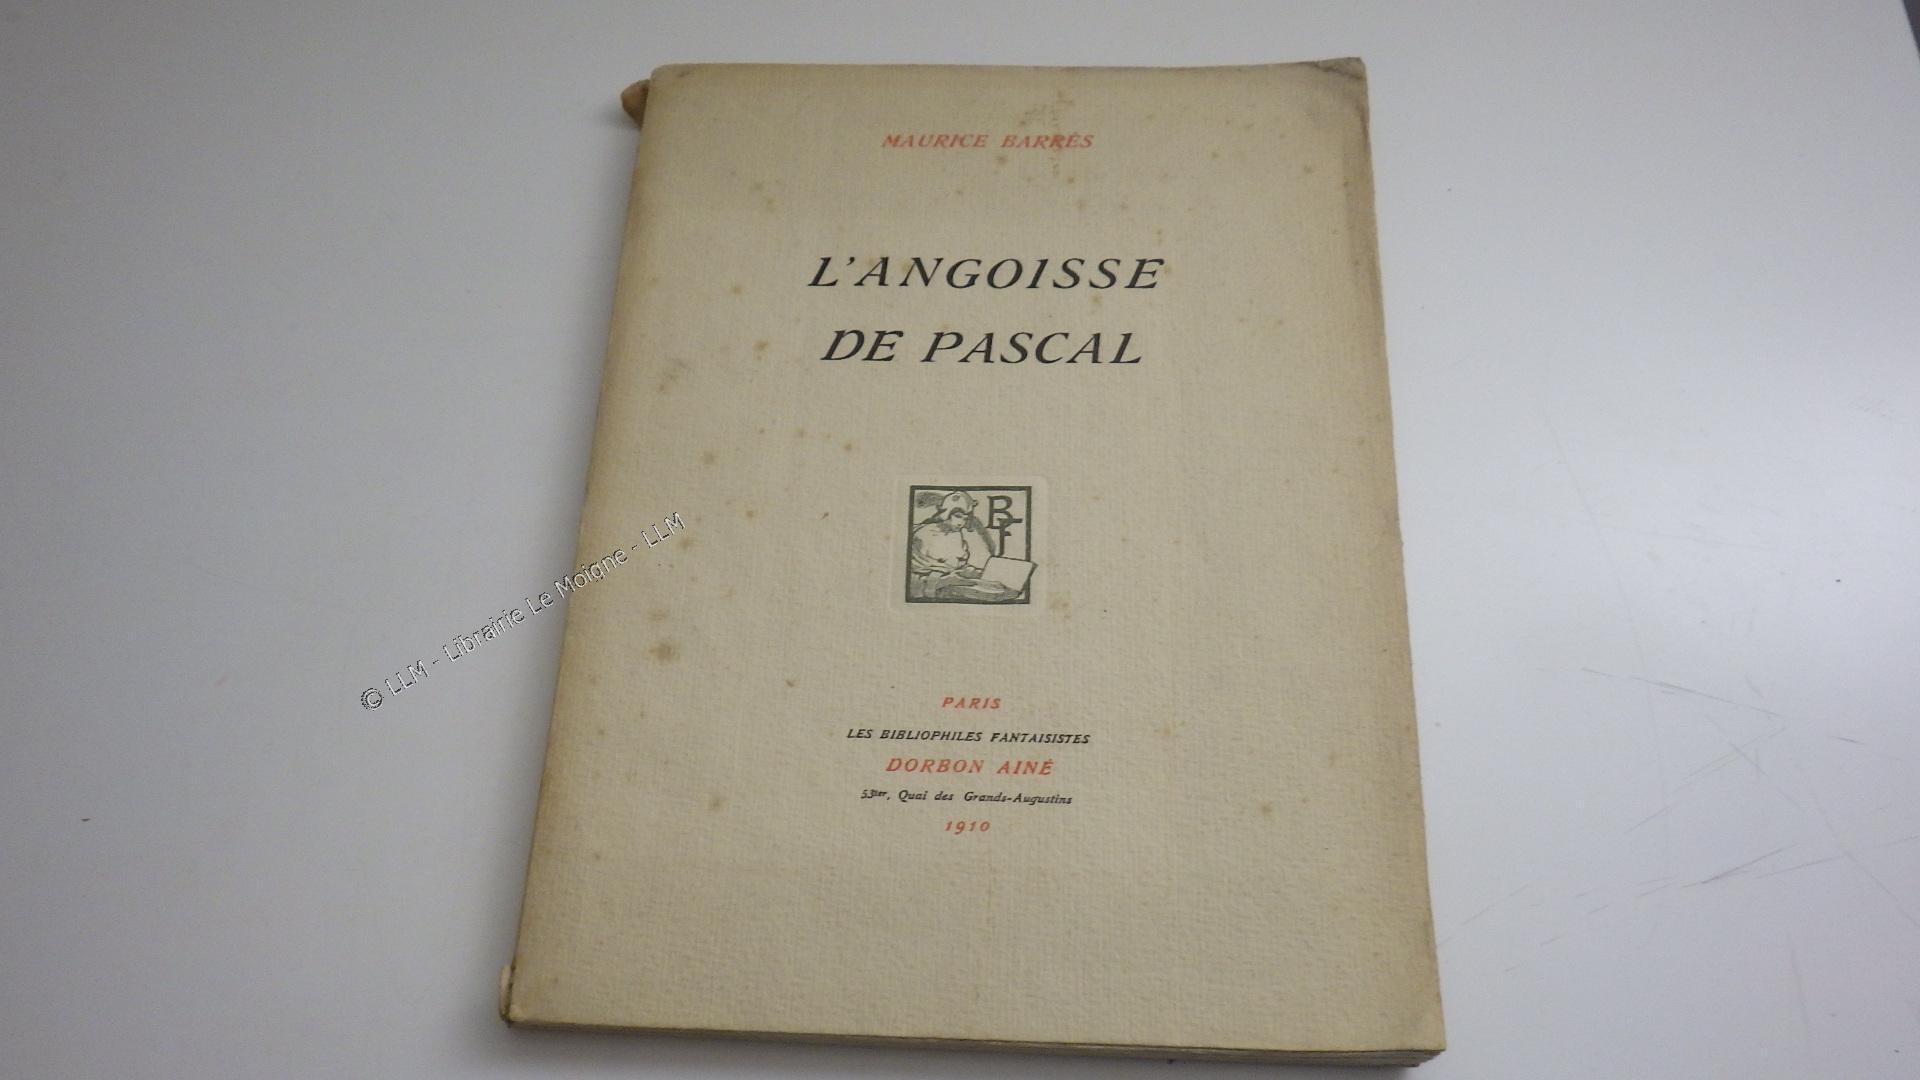 MAURICE BARRÈS
L'ANGOISSE
DE PASCAL
BF
PARIS
LES BIBLIOPHILES FANTAISISTES
DORBON AINÉ
53ter, Quai des Grands-Augustins
1910
© LLM - Librairie Le Moigne - LLM